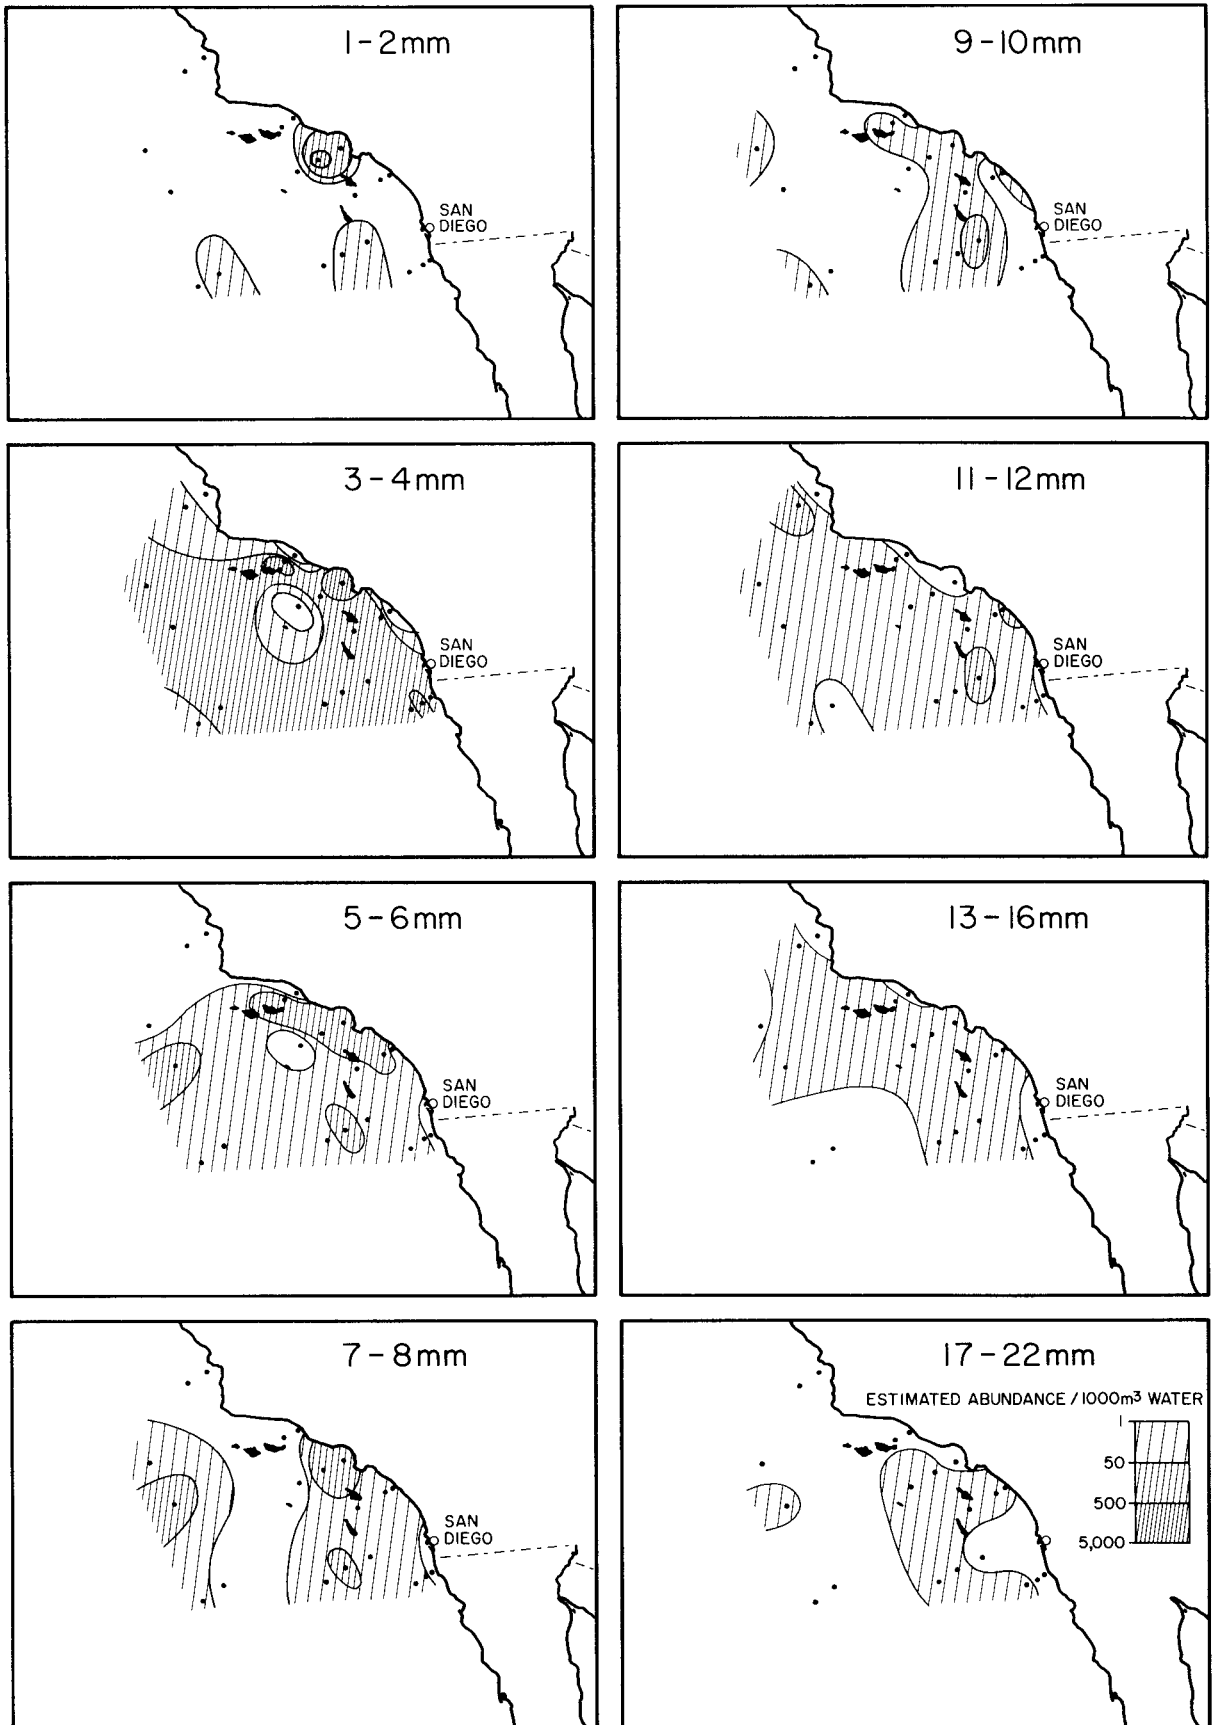 1-2mm
SAN
DIEGO
9-10mm
SAN
DIEGO
3-4mm
SAN
DIEGO
11-12mm
SAN
DIEGO
5-6mm
SAN
DIEGO
13-16mm
SAN
DIEGO
7-8mm
SAN
DIEGO
17-22mm
ESTIMATED ABUNDANCE / 1000m³ WATER
1
50
500
5,000